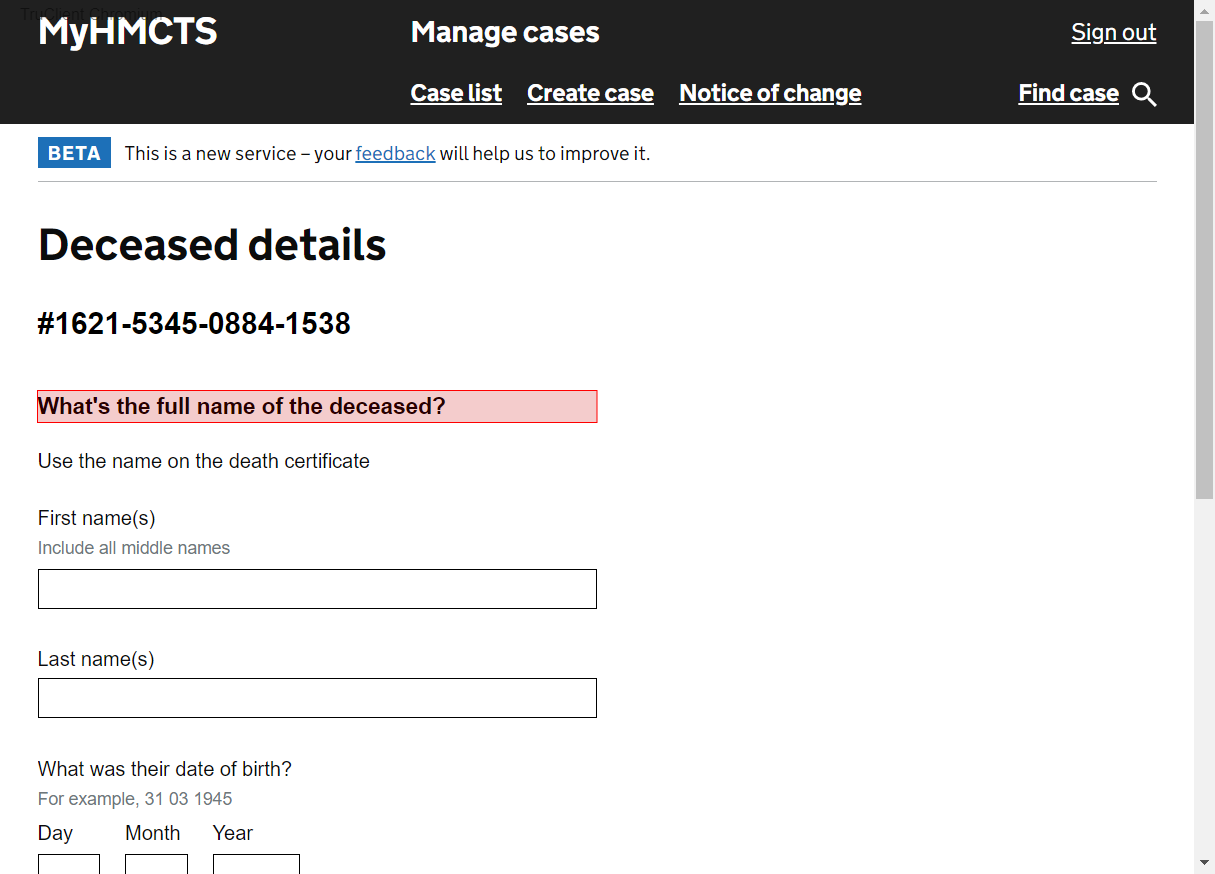 TruClient Chromium
MyHMCTS
Manage cases
Sign out
Case list
Create case
Notice of change
Find case
BETA
This is a new service – your feedback will help us to improve it.
Deceased details
#1621-5345-0884-1538
What's the full name of the deceased?
Use the name on the death certificate
First name(s)
Include all middle names
Last name(s)
What was their date of birth?
For example, 31 03 1945
Day Month Year